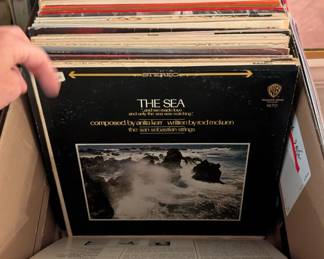 STEREO
THE SEA
and we made love
and only the sea was watching.
composed by anita kerr written by rod mckuen
the san sebastian strings